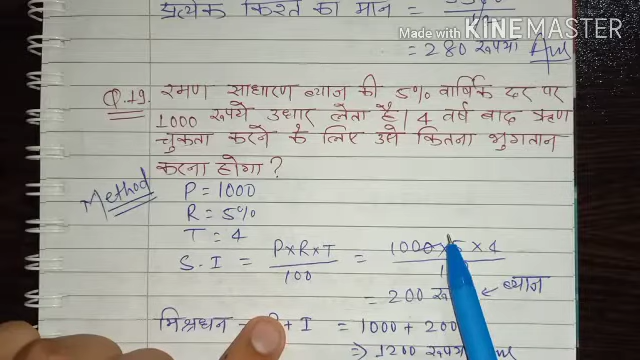 प्रत्येक किश्त का मान =
Made with KINEMASTER
= 280 रूपया Ans
Q.19. रमण साधारण ब्याज की 5% वार्षिक दर पर
1000 रूपये उधार लेता है। 4 वर्ष बाद ऋण
चुकता करने के लिए उसे कितना भुगतान
करना होगा?
Method
P = 1000
R = 5%
T = 4
S.I = P×R×T / 100 = 1000 × 5 × 4
= 200 रू ← ब्याज
मिश्रधन = + I = 1000 + 200
⇒ 1200 रूपया Ans